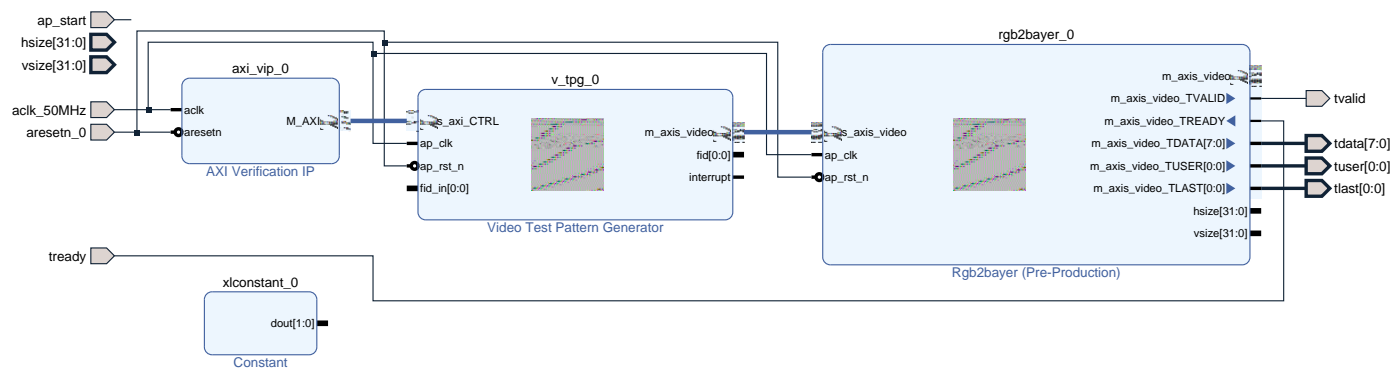 ap_start
hsize[31:0]
vsize[31:0]
aclk_50MHz
aresetn_0
axi_vip_0
aclk
aresetn
M_AXI
AXI Verification IP
v_tpg_0
s_axi_CTRL
ap_clk
ap_rst_n
fid_in[0:0]
m_axis_video
fid[0:0]
interrupt
Video Test Pattern Generator
rgb2bayer_0
s_axis_video
ap_clk
ap_rst_n
m_axis_video
m_axis_video_TVALID
m_axis_video_TREADY
m_axis_video_TDATA[7:0]
m_axis_video_TUSER[0:0]
m_axis_video_TLAST[0:0]
hsize[31:0]
vsize[31:0]
Rgb2bayer (Pre-Production)
tvalid
tdata[7:0]
tuser[0:0]
tlast[0:0]
tready
xlconstant_0
dout[1:0]
Constant